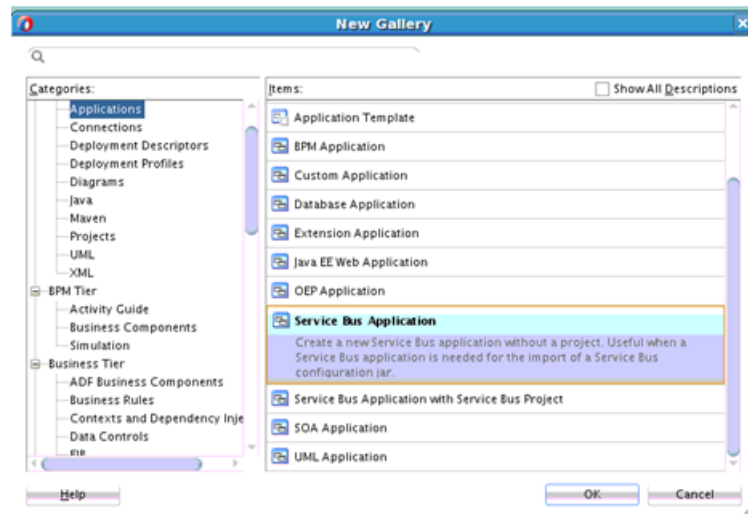 New Gallery
Categories:
Applications
Connections
Deployment Descriptors
Deployment Profiles
Diagrams
Java
Maven
Projects
UML
XML
BPM Tier
Activity Guide
Business Components
Simulation
Business Tier
ADF Business Components
Business Rules
Contexts and Dependency Inje
Data Controls
Items:
Show All Descriptions
Application Template
BPM Application
Custom Application
Database Application
Extension Application
Java EE Web Application
OEP Application
Service Bus Application
Create a new Service Bus application without a project. Useful when a
Service Bus application is needed for the import of a Service Bus
configuration jar.
Service Bus Application with Service Bus Project
SOA Application
UML Application
Help
OK
Cancel